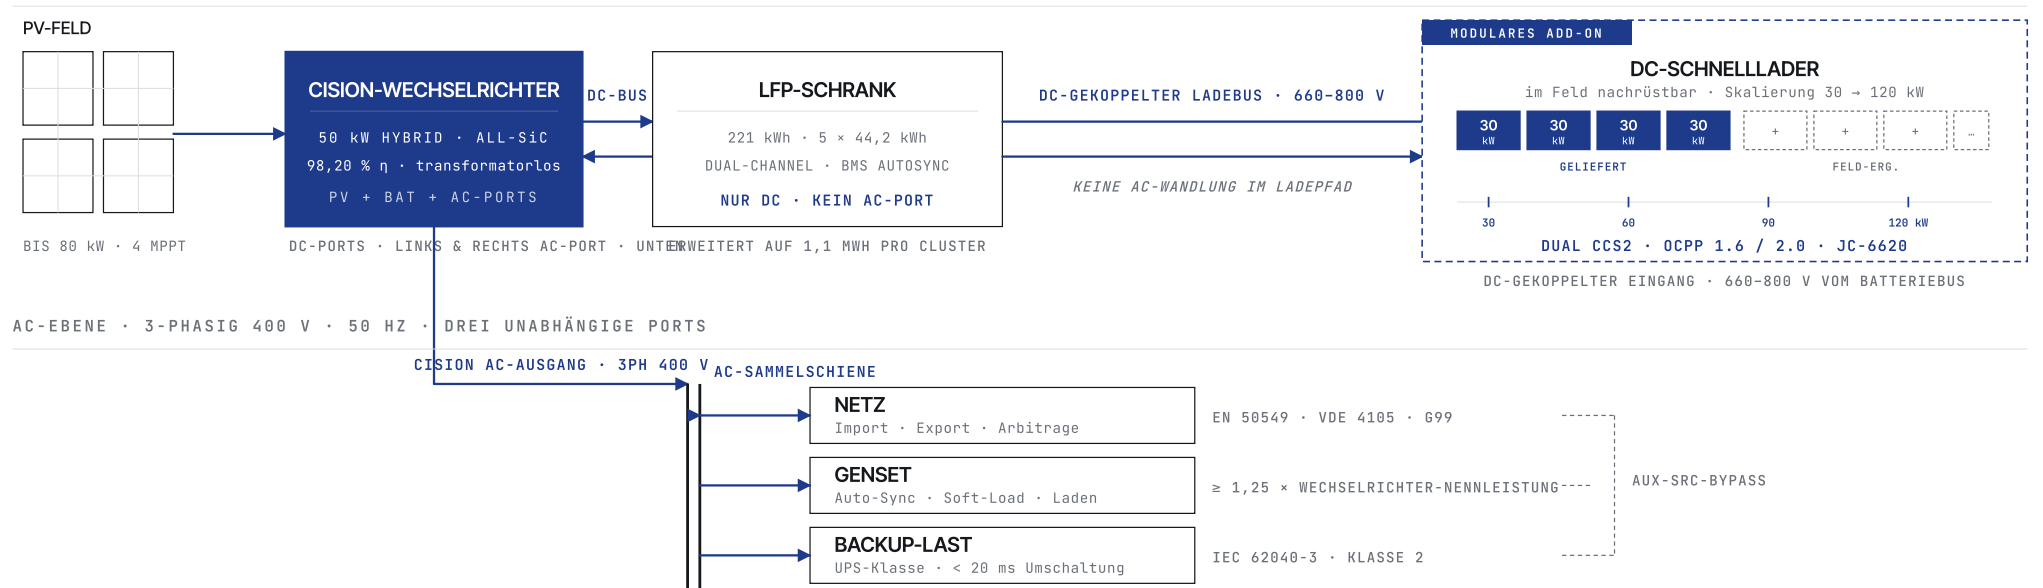 PV-FELD
BIS 80 kW · 4 MPPT
CISION-WECHSELRICHTER
50 kW HYBRID · ALL-SiC
98,20 % η · transformatorlos
PV + BAT + AC-PORTS
DC-PORTS · LINKS & RECHTS AC-PORT · UNTEN
DC-BUS
LFP-SCHRANK
221 kWh · 5 × 44,2 kWh
DUAL-CHANNEL · BMS AUTOSYNC
NUR DC · KEIN AC-PORT
ERWEITERT AUF 1,1 MWH PRO CLUSTER
DC-GEKOPPELTER LADEBUS · 660–800 V
KEINE AC-WANDLUNG IM LADEPFAD
MODULARES ADD-ON
DC-SCHNELLLADER
im Feld nachrüstbar · Skalierung 30 → 120 kW
30 kW
30 kW
30 kW
30 kW
+ + + …
GELIEFERT
FELD-ERG.
30 60 90 120 kW
DUAL CCS2 · OCPP 1.6 / 2.0 · JC-6620
DC-GEKOPPELTER EINGANG · 660–800 V VOM BATTERIEBUS
AC-EBENE · 3-PHASIG 400 V · 50 HZ · DREI UNABHÄNGIGE PORTS
CISION AC-AUSGANG · 3PH 400 V
AC-SAMMELSCHIENE
NETZ
Import · Export · Arbitrage
EN 50549 · VDE 4105 · G99
GENSET
Auto-Sync · Soft-Load · Laden
≥ 1,25 × WECHSELRICHTER-NENNLEISTUNG
AUX-SRC-BYPASS
BACKUP-LAST
UPS-Klasse · < 20 ms Umschaltung
IEC 62040-3 · KLASSE 2